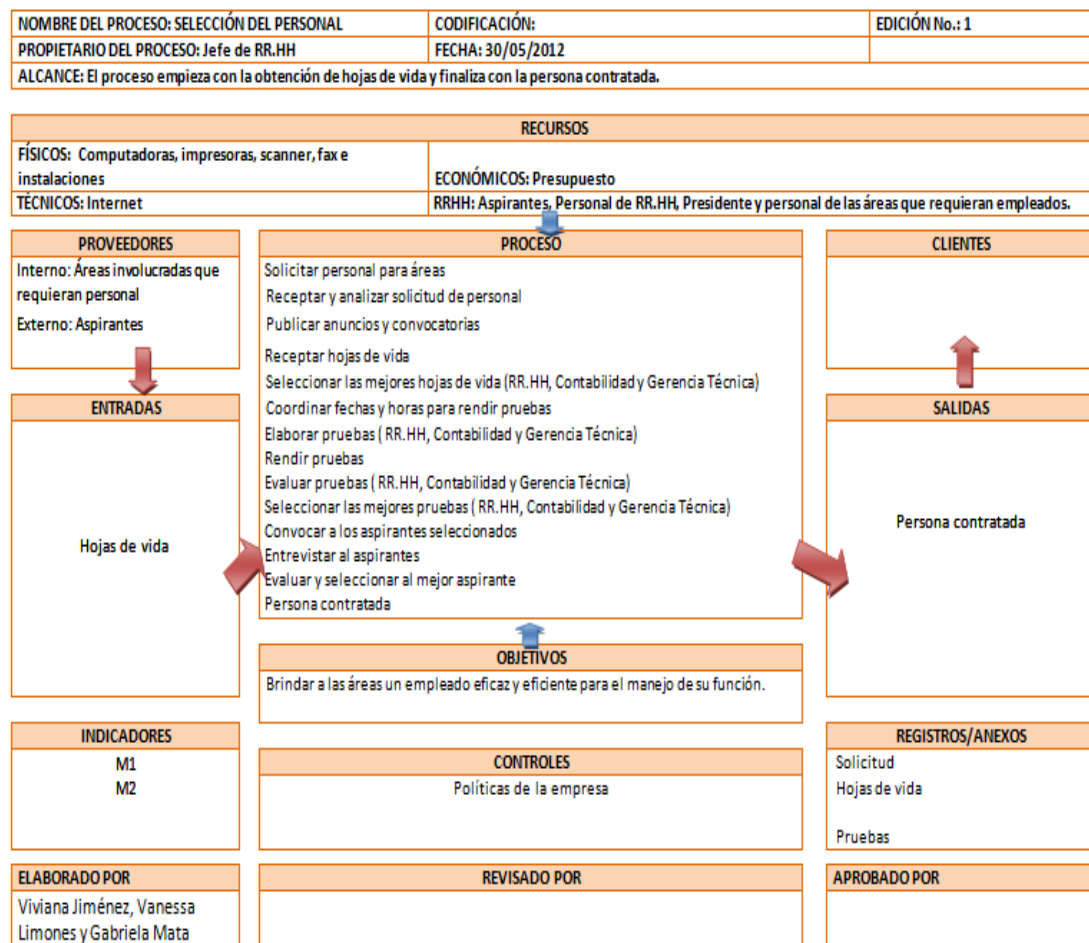 NOMBRE DEL PROCESO: SELECCIÓN DEL PERSONAL
CODIFICACIÓN:
EDICIÓN No.: 1
PROPIETARIO DEL PROCESO: Jefe de RR.HH
FECHA: 30/05/2012
ALCANCE: El proceso empieza con la obtención de hojas de vida y finaliza con la persona contratada.
RECURSOS
FÍSICOS: Computadoras, impresoras, scanner, fax e
instalaciones
ECONÓMICOS: Presupuesto
TÉCNICOS: Internet
RRHH: Aspirantes, Personal de RR.HH, Presidente y personal de las áreas que requieran empleados.
PROVEEDORES
Interno: Áreas involucradas que
requieran personal
Externo: Aspirantes
PROCESO
Solicitar personal para áreas
Receptar y analizar solicitud de personal
Publicar anuncios y convocatorias
Receptar hojas de vida
Seleccionar las mejores hojas de vida (RR.HH, Contabilidad y Gerencia Técnica)
Coordinar fechas y horas para rendir pruebas
Elaborar pruebas ( RR.HH, Contabilidad y Gerencia Técnica)
Rendir pruebas
Evaluar pruebas ( RR.HH, Contabilidad y Gerencia Técnica)
Seleccionar las mejores pruebas ( RR.HH, Contabilidad y Gerencia Técnica)
Convocar a los aspirantes seleccionados
Entrevistar al aspirantes
Evaluar y seleccionar al mejor aspirante
Persona contratada
CLIENTES
ENTRADAS
Hojas de vida
SALIDAS
Persona contratada
OBJETIVOS
Brindar a las áreas un empleado eficaz y eficiente para el manejo de su función.
INDICADORES
M1
M2
CONTROLES
Políticas de la empresa
REGISTROS/ANEXOS
Solicitud
Hojas de vida
Pruebas
ELABORADO POR
Viviana Jiménez, Vanessa
Limones y Gabriela Mata
REVISADO POR
APROBADO POR